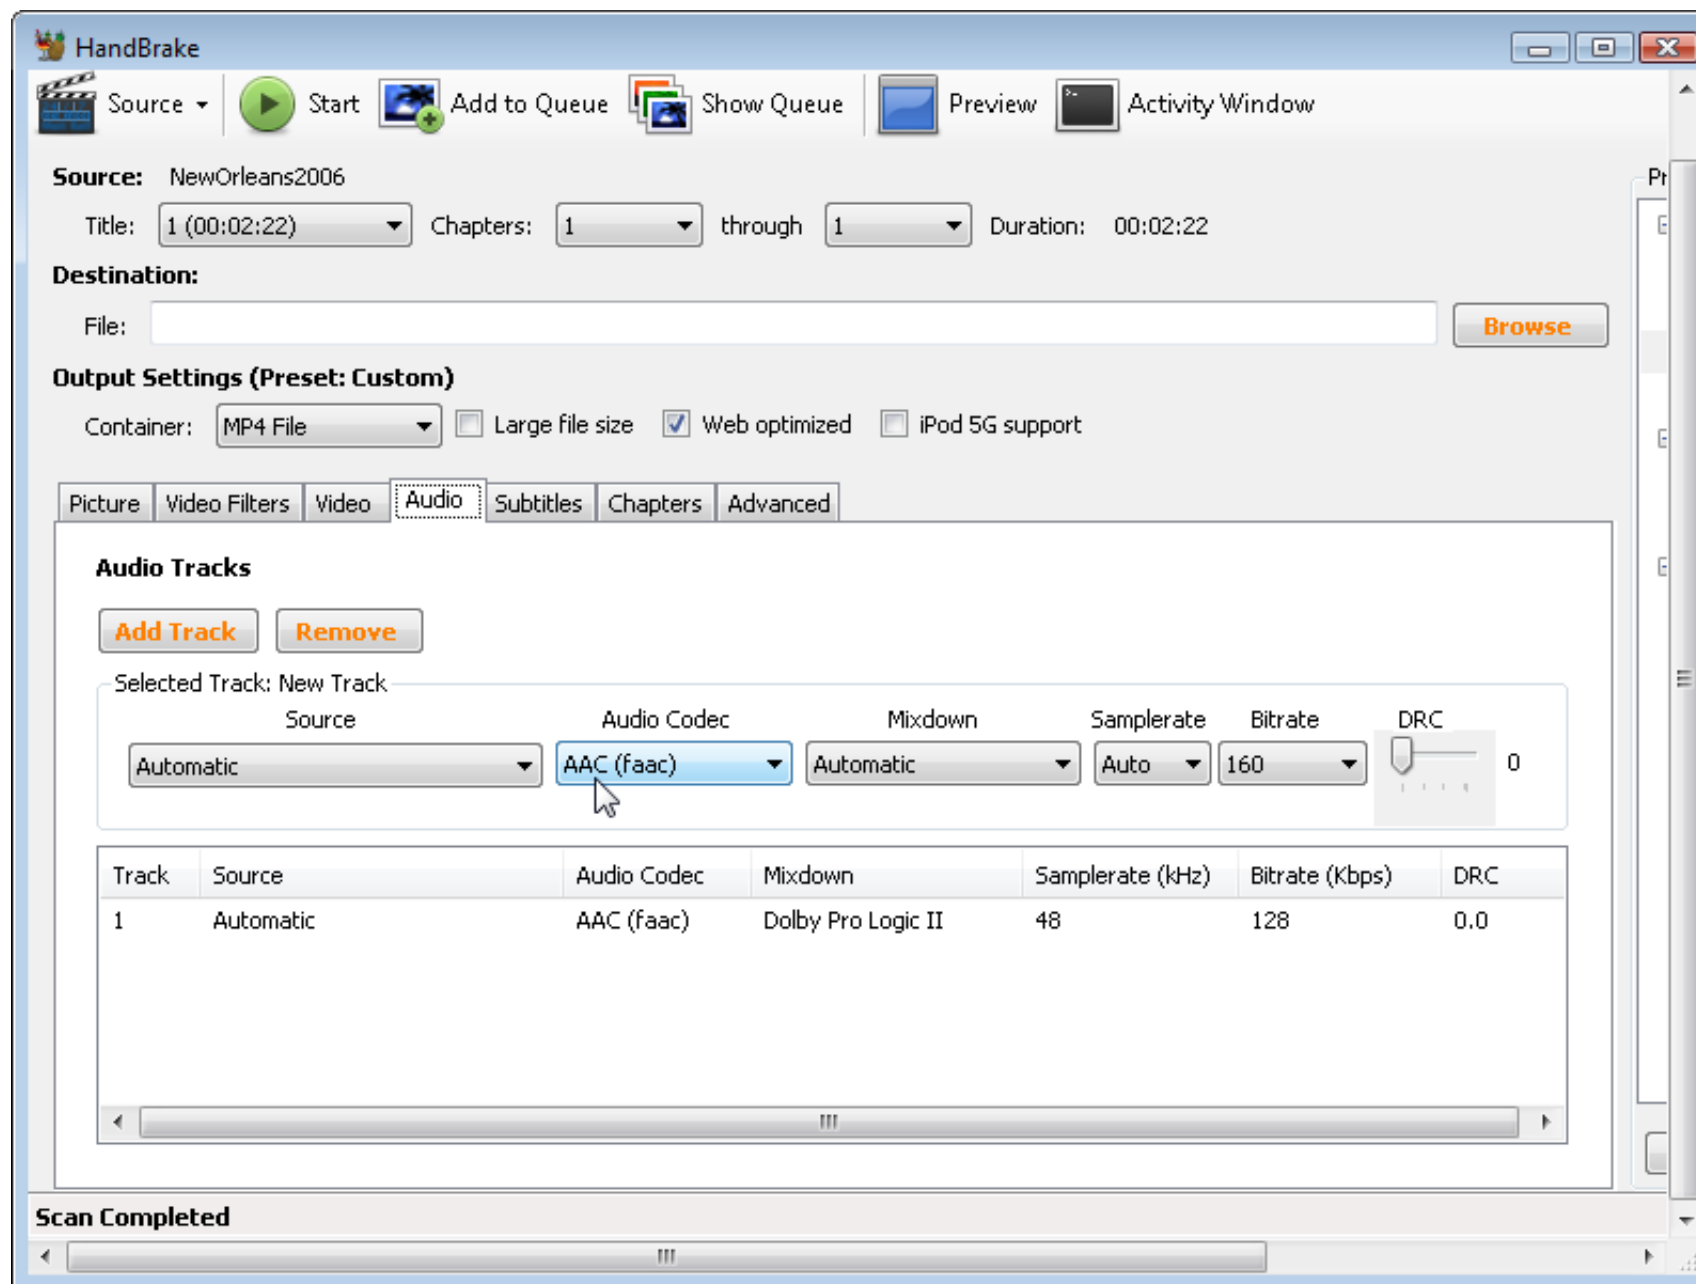 HandBrake
Source Start Add to Queue Show Queue Preview Activity Window
Source: NewOrleans2006
Title: 1 (00:02:22) Chapters: 1 through 1 Duration: 00:02:22
Destination:
File: Browse
Output Settings (Preset: Custom)
Container: MP4 File Large file size Web optimized iPod 5G support
Picture Video Filters Video Audio Subtitles Chapters Advanced
Audio Tracks
Add Track Remove
Selected Track: New Track
Source Audio Codec Mixdown Samplerate Bitrate DRC
Automatic AAC (faac) Automatic Auto 160 0
Track Source Audio Codec Mixdown Samplerate (kHz) Bitrate (Kbps) DRC
1 Automatic AAC (faac) Dolby Pro Logic II 48 128 0.0
Scan Completed